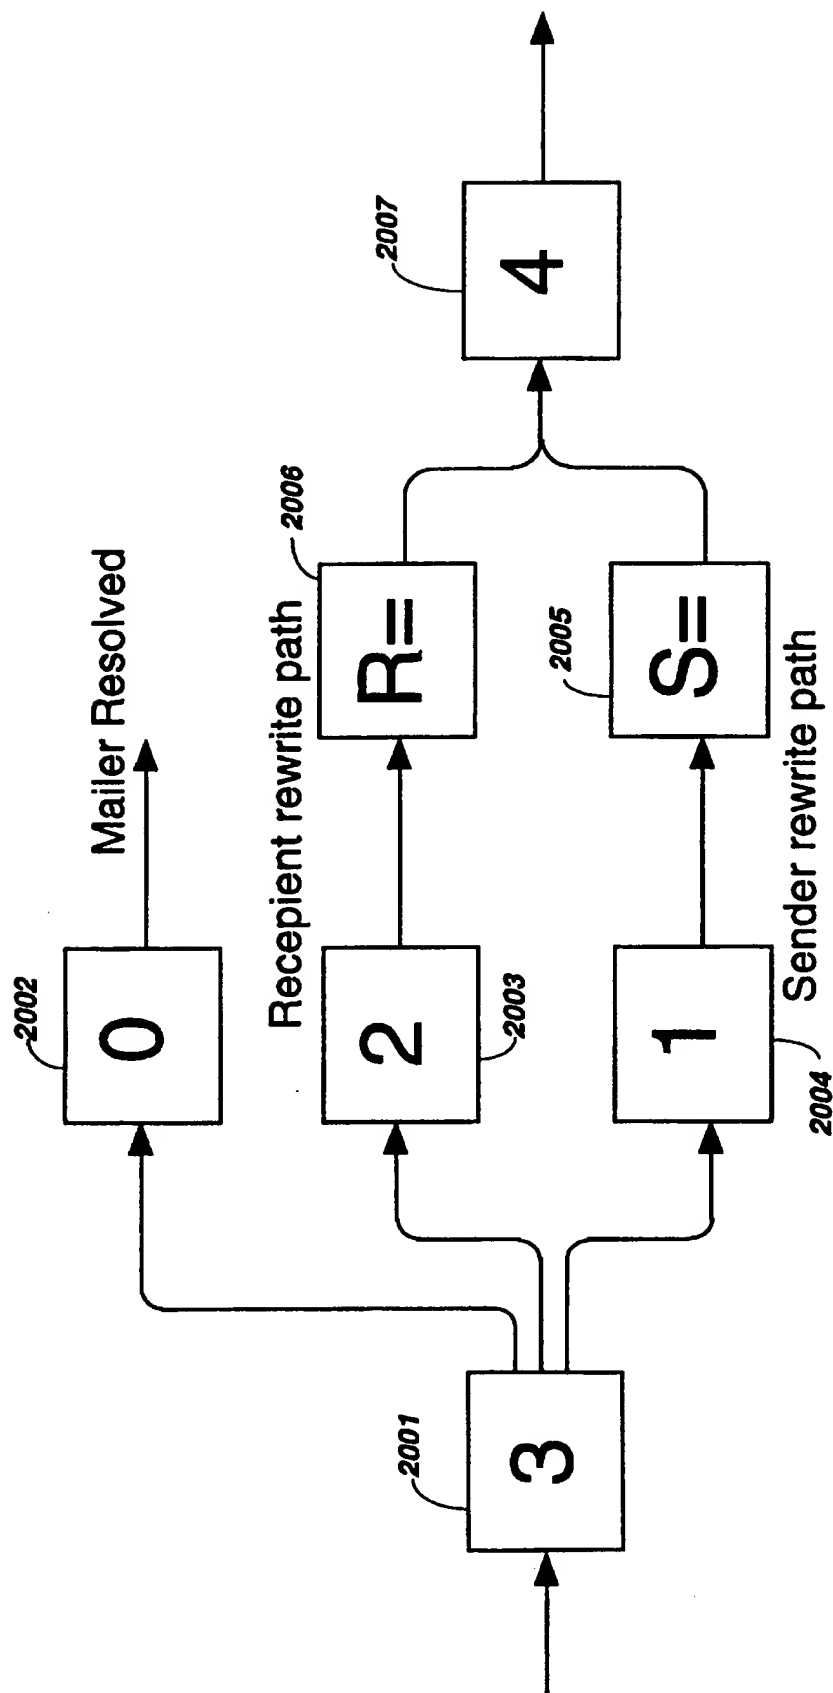 2002
0
Mailer Resolved
Recepient rewrite path
2001
3
2
2003
R=
2006
2007
4
1
2004
S=
2005
Sender rewrite path